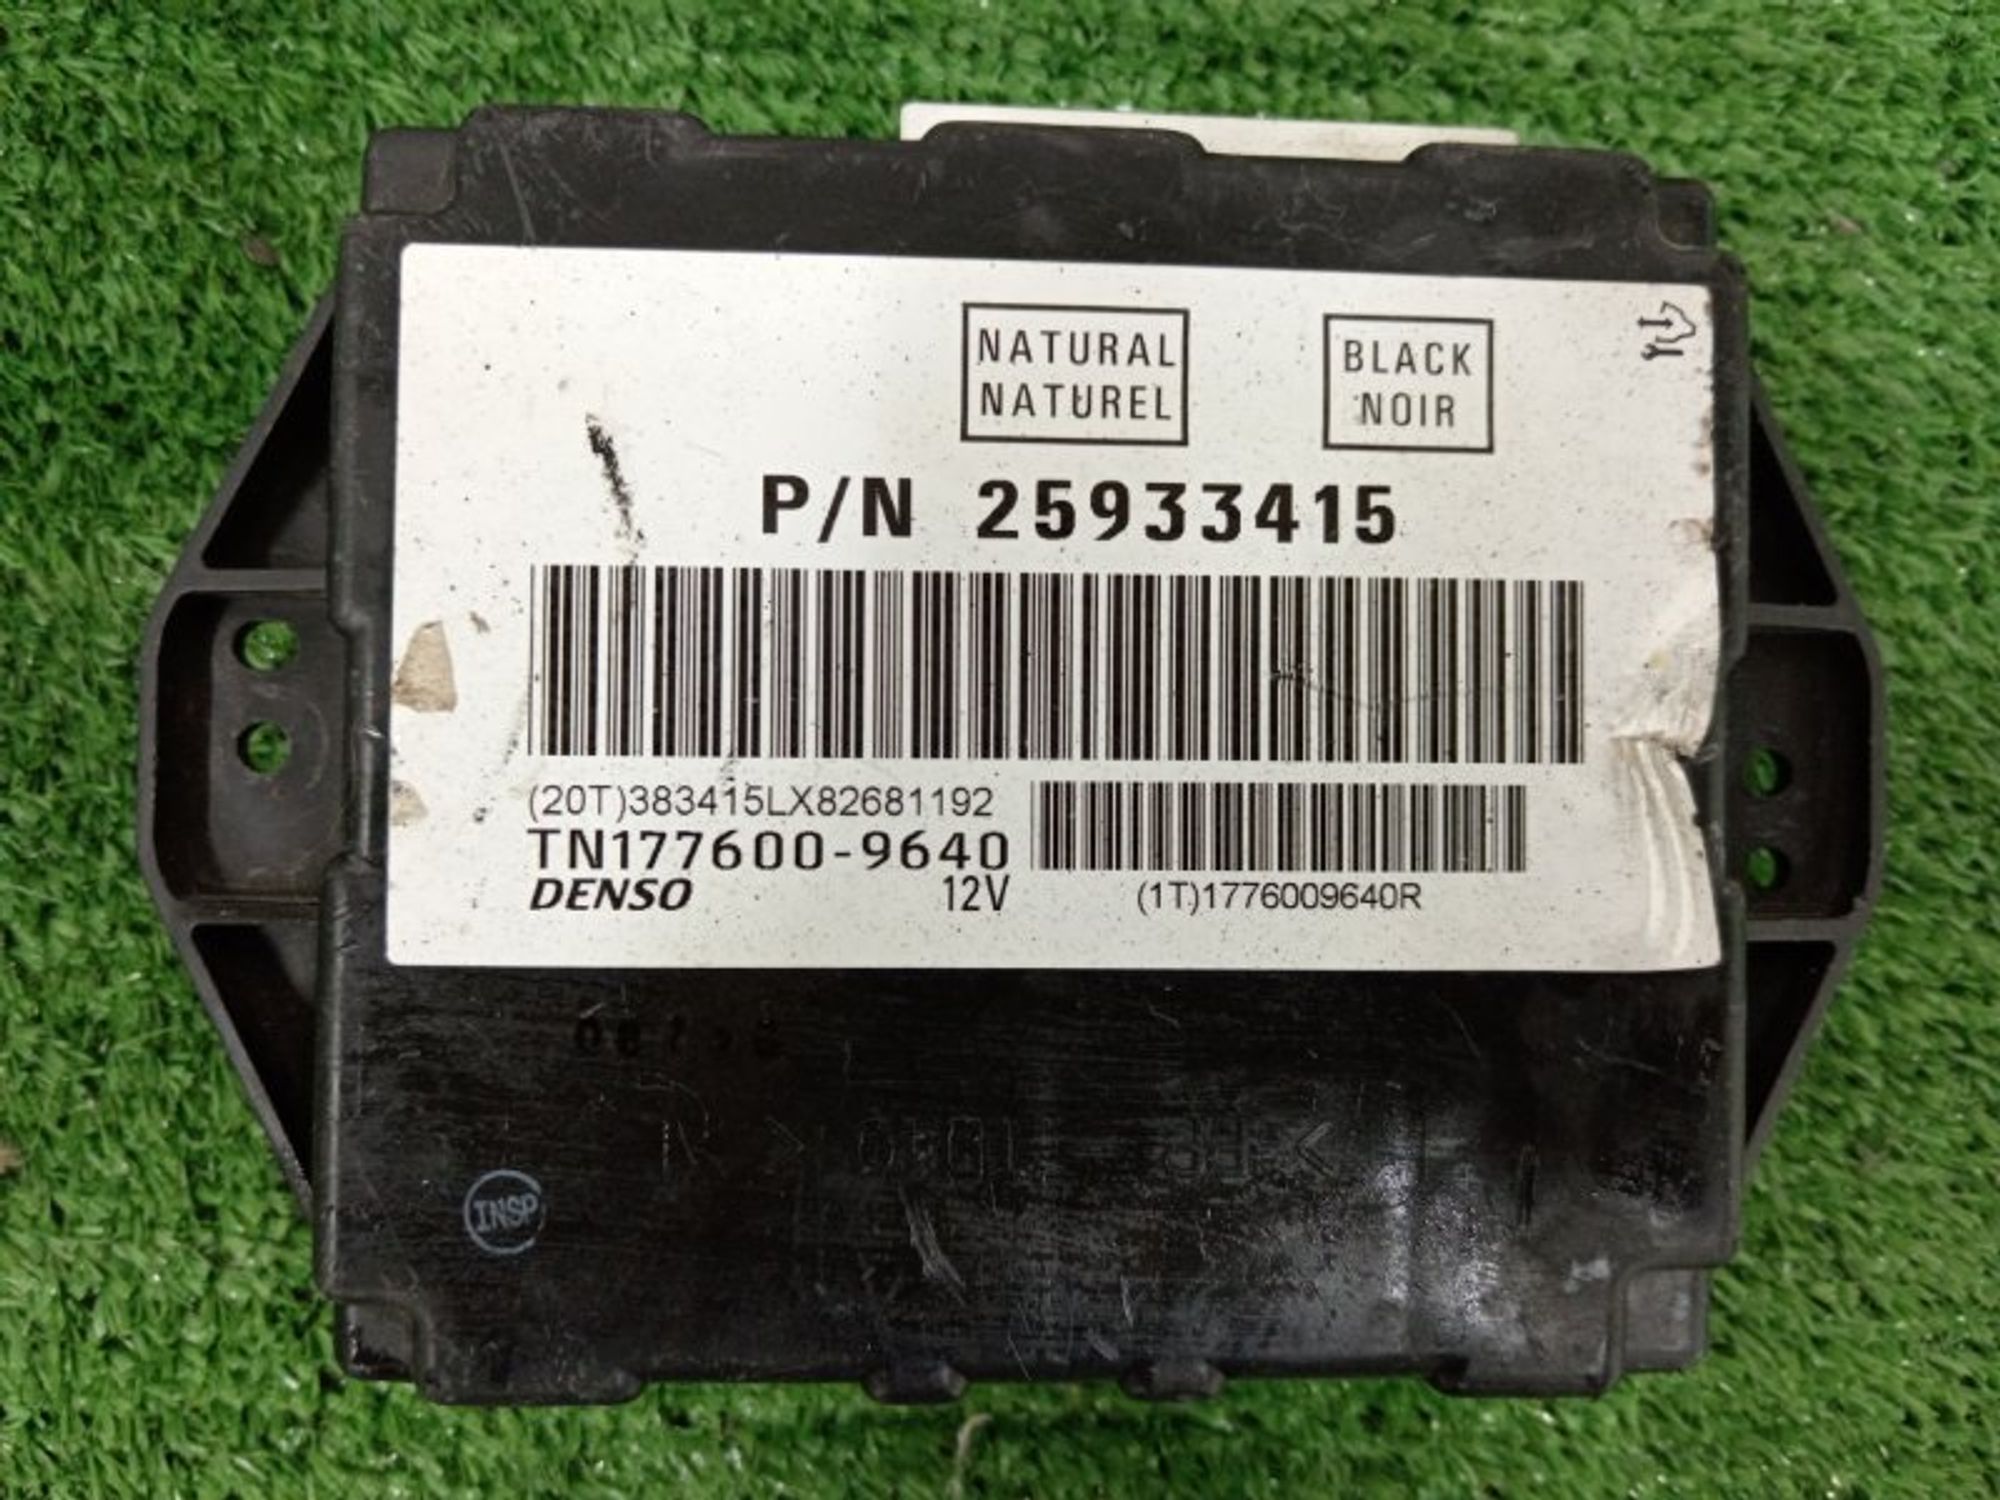 NATURAL
NATUREL
BLACK
NOIR
P/N 25933415
(20T)383415LX82681192
TN177600-9640
DENSO 12V
(1T)1776009640R
INSP